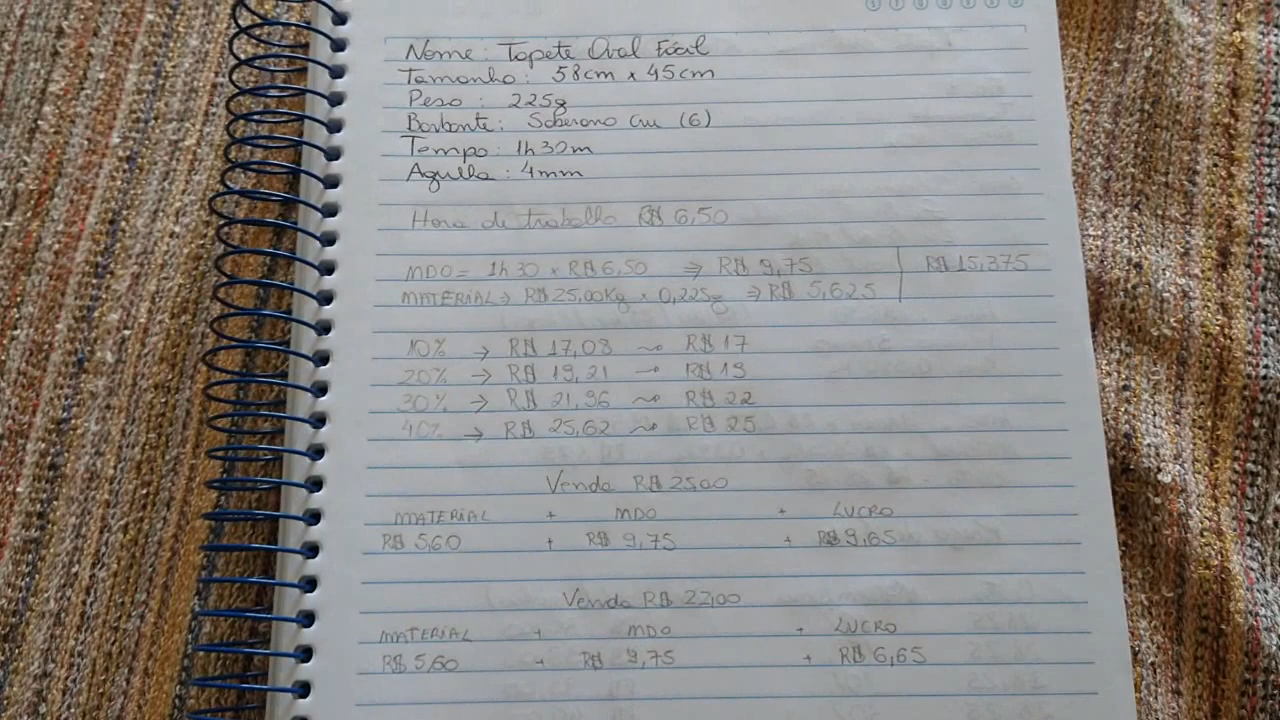 Nome: Tapete Oval Fácil
Tamanho: 58cm x 45cm
Peso: 225g
Barbante: Soberano Cru (6)
Tempo: 1h30m
Agulha: 4mm
Hora de trabalho R$ 6,50
MDO = 1h30 x R$ 6,50 ⇒ R$ 9,75 | R$ 15,375
MATERIAL → R$ 25,00Kg x 0,225g ⇒ R$ 5,625
10% → R$ 17,08 ~ R$ 17
20% → R$ 19,21 ~ R$ 19
30% → R$ 21,96 ~ R$ 22
40% → R$ 25,62 ~ R$ 25
Venda R$ 25,00
MATERIAL + MDO + LUCRO
R$ 5,60 + R$ 9,75 + R$ 9,65
Venda R$ 22,00
MATERIAL + MDO + LUCRO
R$ 5,60 + R$ 9,75 + R$ 6,65